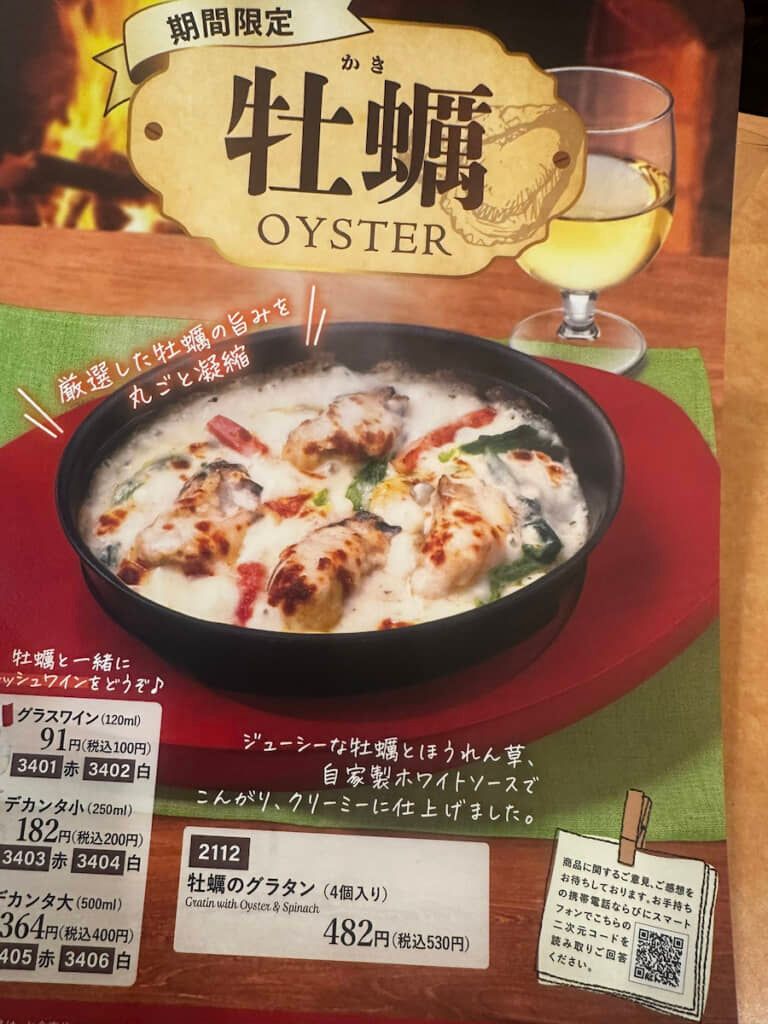 期間限定
かき
牡蠣
OYSTER
厳選した牡蠣の旨みを
丸ごと凝縮
牡蠣と一緒に
ッシュワインをどうぞ♪
グラスワイン(120ml)
91円(税込100円)
3401 赤 3402 白
デカンタ小(250ml)
182円(税込200円)
3403 赤 3404 白
デカンタ大(500ml)
364円(税込400円)
405 赤 3406 白
ジューシーな牡蠣とほうれん草、
自家製ホワイトソースで
こんがり、クリーミーに仕上げました。
2112
牡蠣のグラタン(4個入り)
Gratin with Oyster & Spinach
482円(税込530円)
商品に関するご意見、ご感想を
お待ちしております。お手持ち
の携帯電話ならびにスマート
フォンでこちらの
二次元コードを
読み取りご回答
ください。